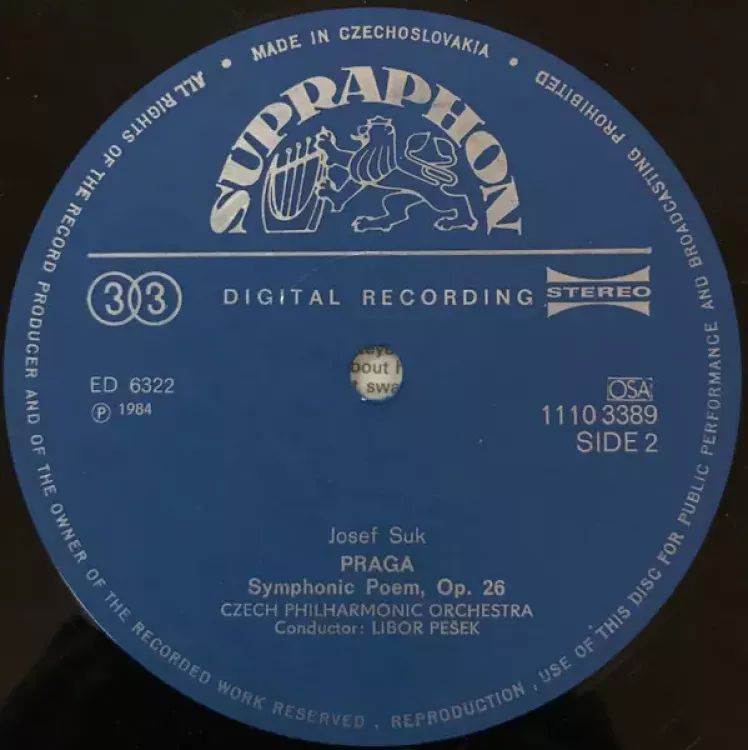 MADE IN CZECHOSLOVAKIA
SUPRAPHON
33 DIGITAL RECORDING STEREO
ED 6322
Ⓟ 1984
OSA
1110 3389
SIDE 2
Josef Suk
PRAGA
Symphonic Poem, Op. 26
CZECH PHILHARMONIC ORCHESTRA
Conductor: LIBOR PEŠEK
ALL RIGHTS OF THE RECORD PRODUCER AND OF THE OWNER OF THE RECORDED WORK RESERVED . REPRODUCTION , USE OF THIS DISC FOR PUBLIC PERFORMANCE AND BROADCASTING PROHIBITED